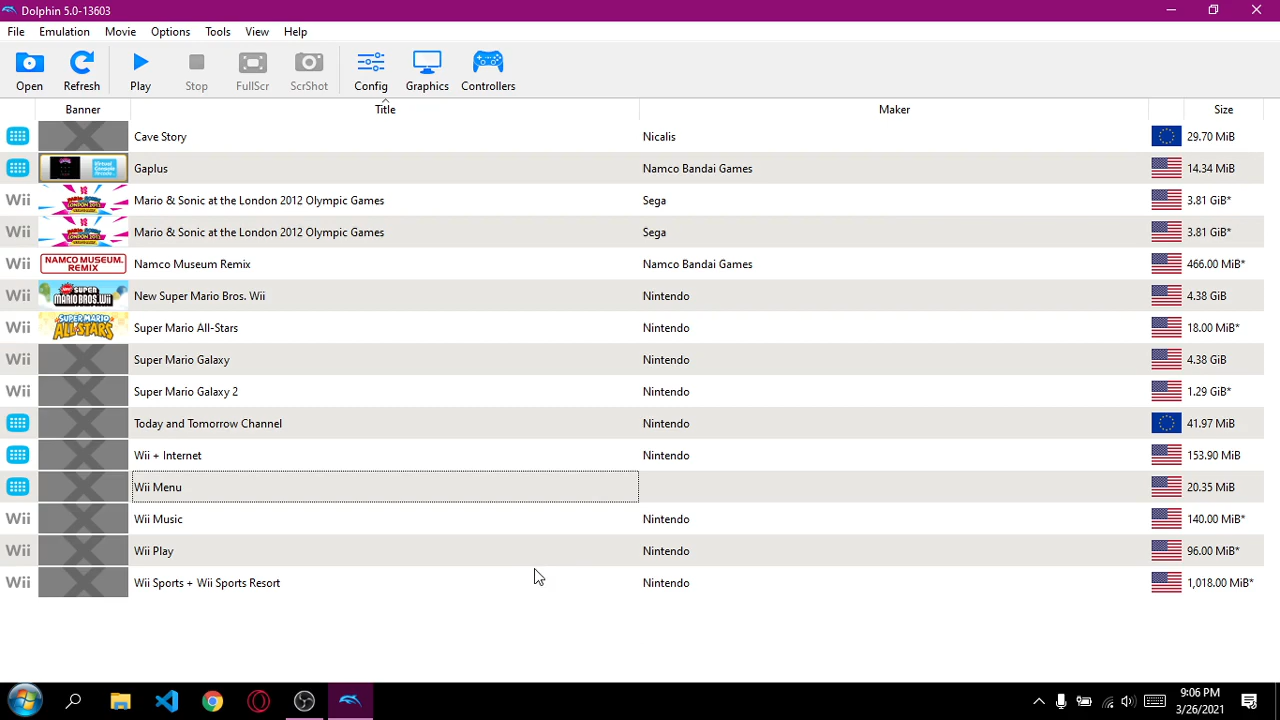 Dolphin 5.0-13603
File Emulation Movie Options Tools View Help
Open Refresh Play Stop FullScr ScrShot Config Graphics Controllers
Banner Title Maker Size
Cave Story Nicalis 29.70 MiB
Gaplus Namco Bandai Games 14.34 MiB
Wii Mario & Sonic at the London 2012 Olympic Games Sega 3.81 GiB*
Wii Mario & Sonic at the London 2012 Olympic Games Sega 3.81 GiB*
Wii NAMCO MUSEUM. REMIX Namco Museum Remix Namco Bandai Games 466.00 MiB*
Wii NEW SUPER MARIO BROS. Wii New Super Mario Bros. Wii Nintendo 4.38 GiB
Wii SUPER MARIO ALL-STARS Super Mario All-Stars Nintendo 18.00 MiB*
Wii Super Mario Galaxy Nintendo 4.38 GiB
Wii Super Mario Galaxy 2 Nintendo 1.29 GiB*
Today and Tomorrow Channel Nintendo 41.97 MiB
Wii + Internet Nintendo 153.90 MiB
Wii Menu 20.35 MiB
Wii Wii Music Nintendo 140.00 MiB*
Wii Wii Play Nintendo 96.00 MiB*
Wii Wii Sports + Wii Sports Resort Nintendo 1,018.00 MiB*
9:06 PM
3/26/2021